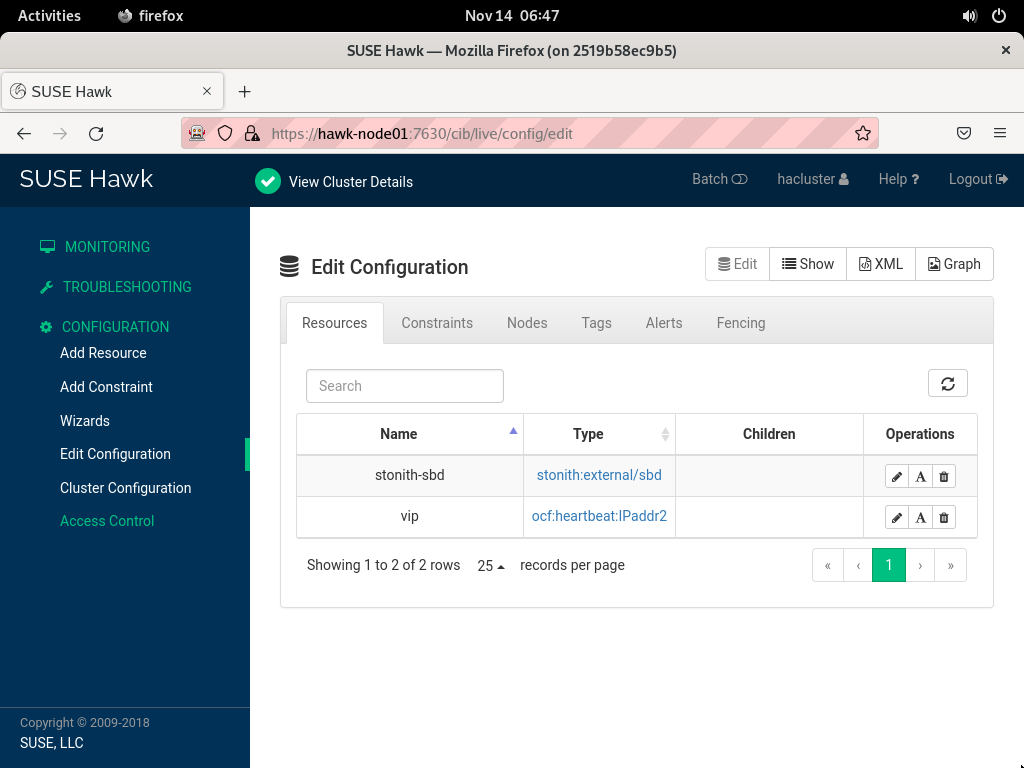 Activities firefox Nov 14 06:47
SUSE Hawk — Mozilla Firefox (on 2519b58ec9b5)
SUSE Hawk
https://hawk-node01:7630/cib/live/config/edit
SUSE Hawk View Cluster Details Batch hacluster Help ? Logout
MONITORING
TROUBLESHOOTING
CONFIGURATION
Add Resource
Add Constraint
Wizards
Edit Configuration
Cluster Configuration
Access Control
Copyright © 2009-2018
SUSE, LLC
Edit Configuration Edit Show XML Graph
Resources Constraints Nodes Tags Alerts Fencing
Search
Name Type Children Operations
stonith-sbd stonith:external/sbd A
vip ocf:heartbeat:IPaddr2 A
Showing 1 to 2 of 2 rows 25 records per page « ‹ 1 › »